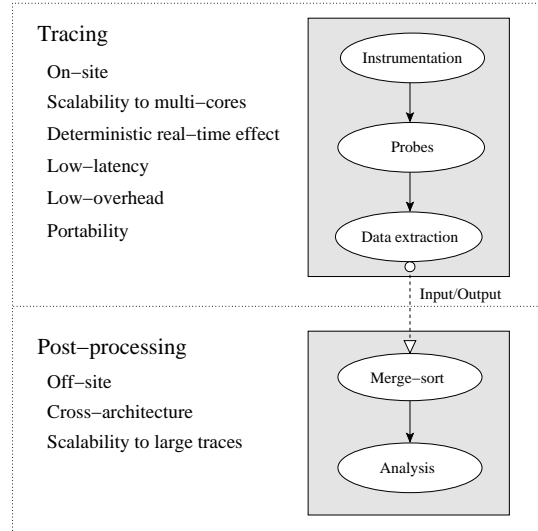 Tracing
On−site
Scalability to multi−cores
Deterministic real−time effect
Low−latency
Low−overhead
Portability
Instrumentation
Probes
Data extraction
Input/Output
Post−processing
Off−site
Cross−architecture
Scalability to large traces
Merge−sort
Analysis